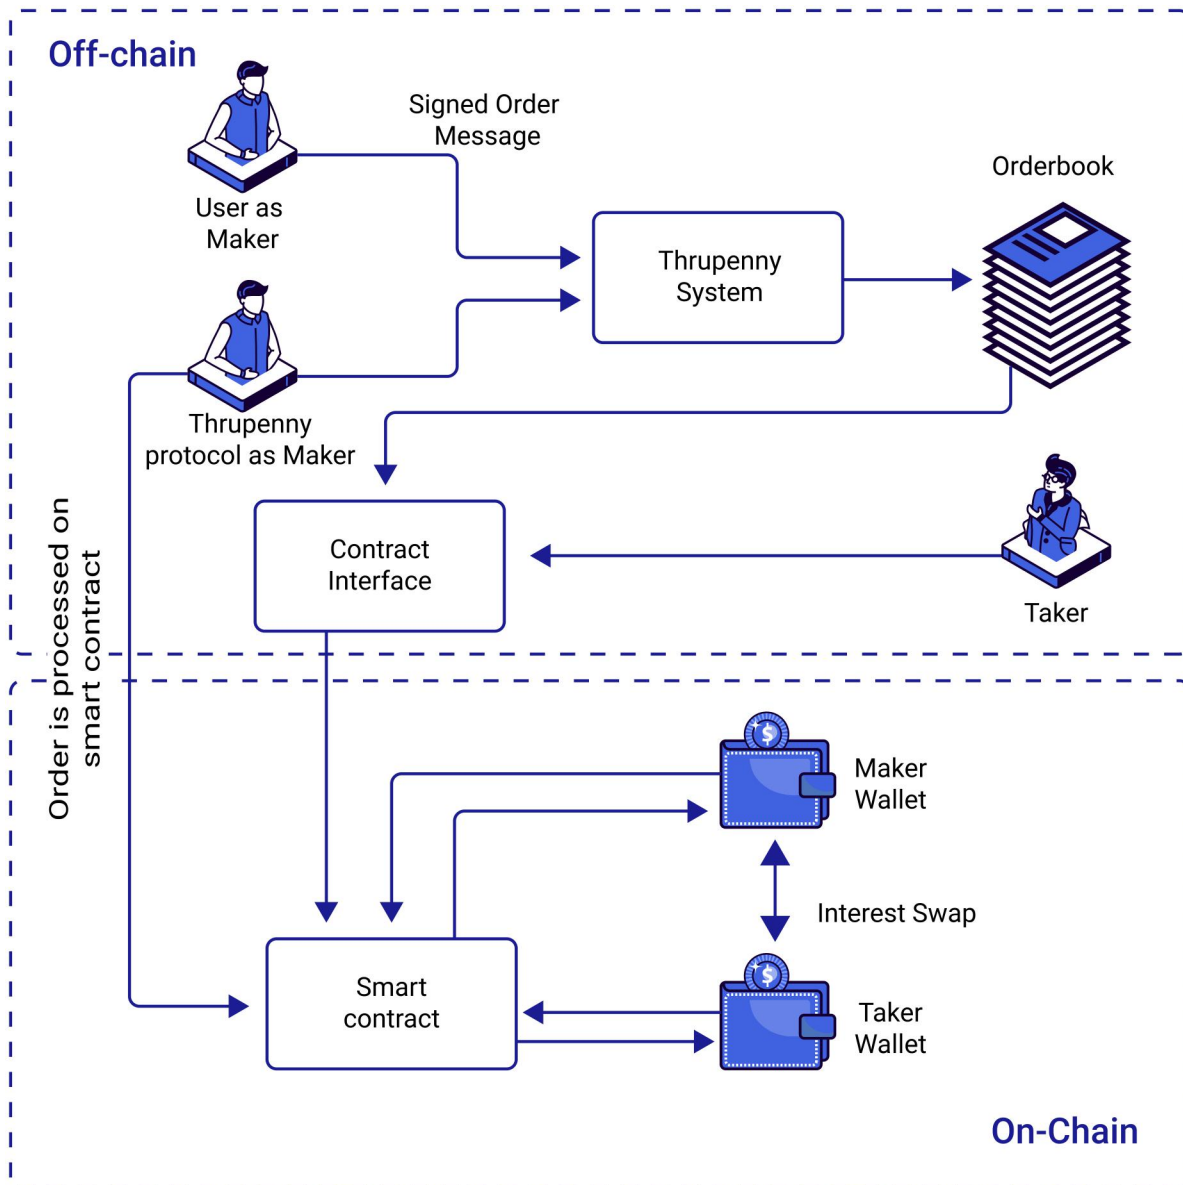 Off-chain
Signed Order
Message
Orderbook
User as
Maker
Thrupenny
System
Thrupenny
protocol as Maker
Contract
Interface
Taker
Order is processed on
smart contract
Maker
Wallet
Interest Swap
Smart
contract
Taker
Wallet
On-Chain